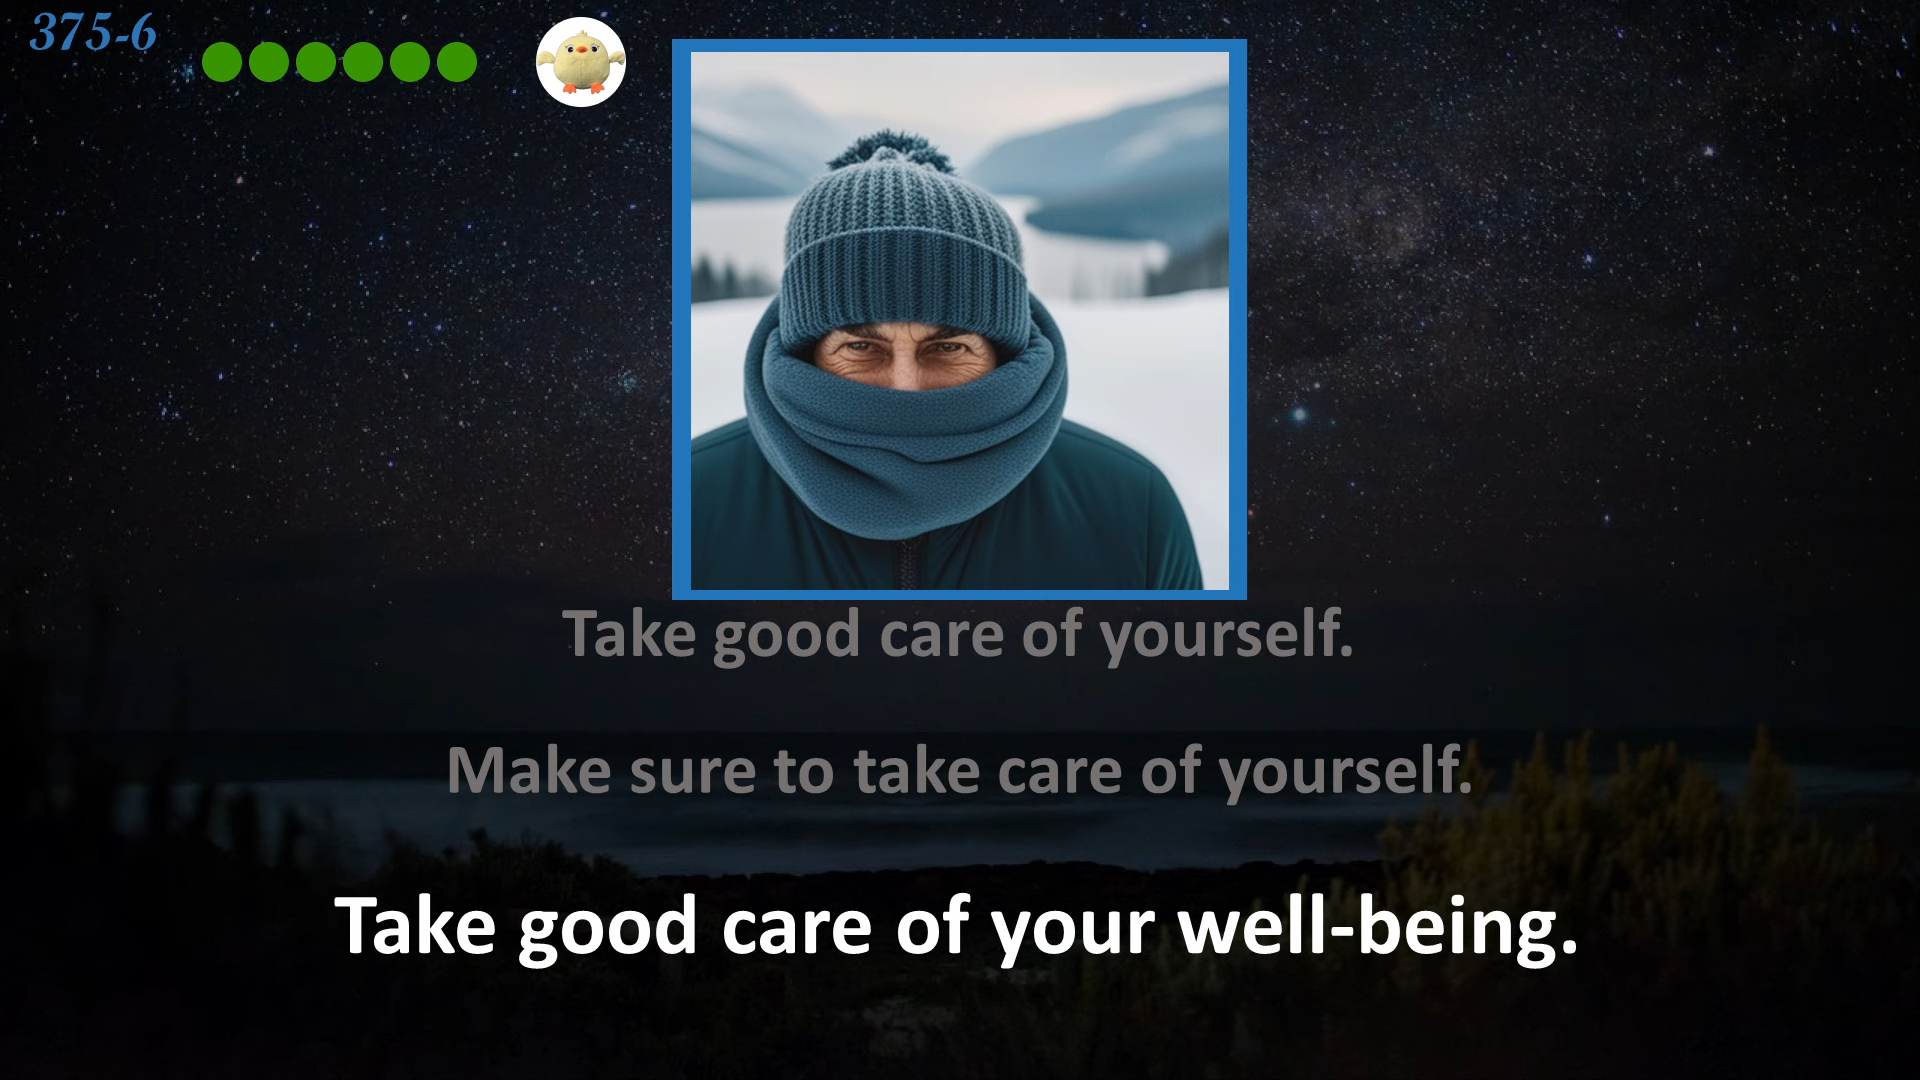 375-6
Take good care of yourself.
Make sure to take care of yourself.
Take good care of your well-being.